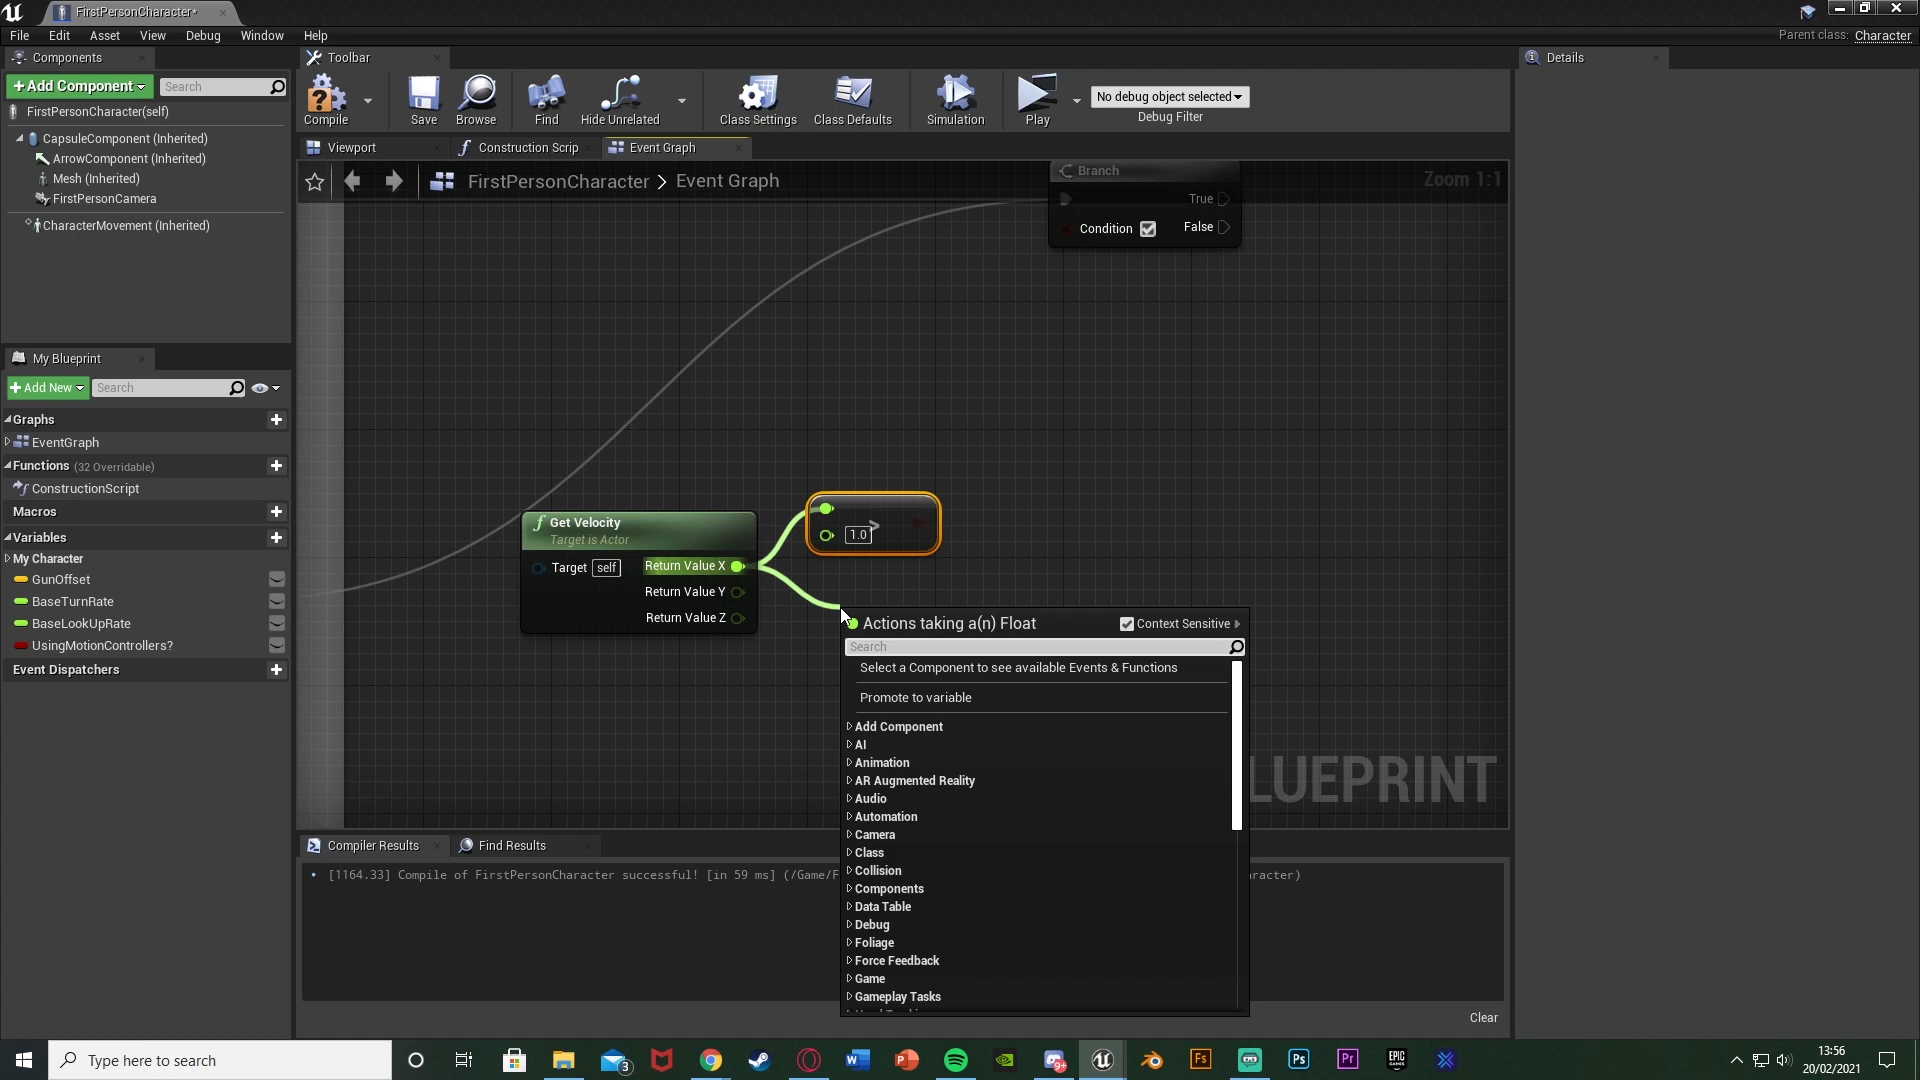 FirstPersonCharacter*
File Edit Asset View Debug Window Help
Parent class: Character
Components
Toolbar
Details
+ Add Component
Search
FirstPersonCharacter(self)
CapsuleComponent (Inherited)
ArrowComponent (Inherited)
Mesh (Inherited)
FirstPersonCamera
CharacterMovement (Inherited)
Compile
Save
Browse
Find
Hide Unrelated
Class Settings
Class Defaults
Simulation
Play
No debug object selected
Debug Filter
Viewport
Construction Scrip
Event Graph
FirstPersonCharacter > Event Graph
Zoom 1:1
Branch
True
Condition
False
My Blueprint
+ Add New
Search
Graphs
EventGraph
Functions (32 Overridable)
ConstructionScript
Macros
Variables
My Character
GunOffset
BaseTurnRate
BaseLookUpRate
UsingMotionControllers?
Event Dispatchers
Get Velocity
Target is Actor
Target self
Return Value X
Return Value Y
Return Value Z
1.0
>
Actions taking a(n) Float
Context Sensitive
Search
Select a Component to see available Events & Functions
Promote to variable
Add Component
AI
Animation
AR Augmented Reality
Audio
Automation
Camera
Class
Collision
Components
Data Table
Debug
Foliage
Force Feedback
Game
Gameplay Tasks
LUEPRINT
Compiler Results
Find Results
[1164.33] Compile of FirstPersonCharacter successful! [in 59 ms] (/Game/F
aracter)
Clear
Type here to search
3
9+
W
P
Fs
Ps
Pr
EPIC GAMES
13:56
20/02/2021